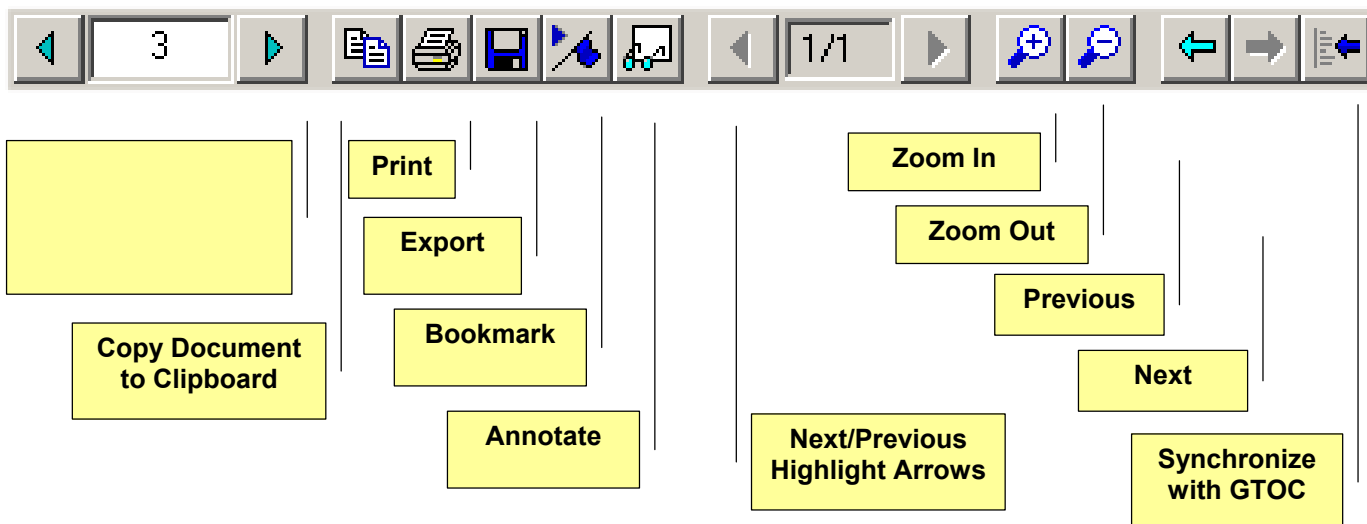 3
1/1
Print
Zoom In
Export
Zoom Out
Previous
Copy Document
to Clipboard
Bookmark
Next
Annotate
Next/Previous
Highlight Arrows
Synchronize
with GTOC